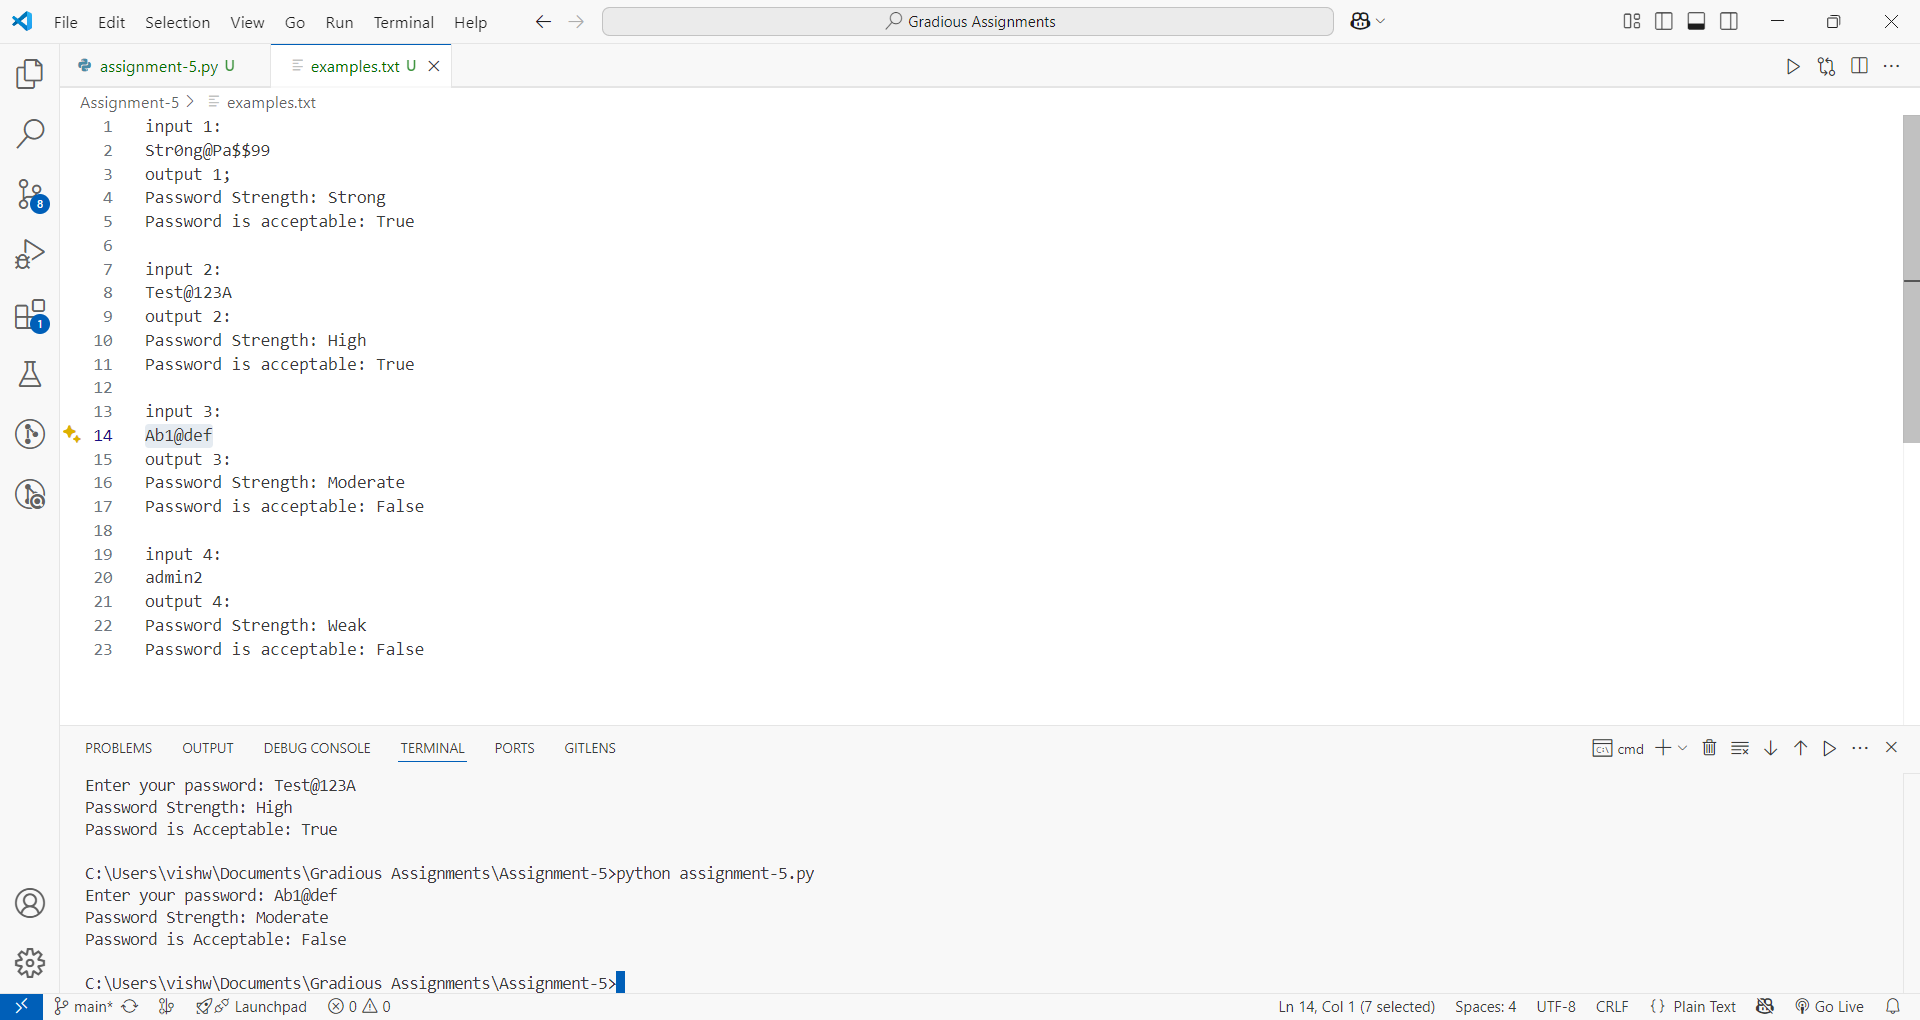 File Edit Selection View Go Run Terminal Help Gradious Assignments
assignment-5.py U examples.txt U
Assignment-5 > examples.txt
1 input 1:
2 Str0ng@Pa$$99
3 output 1;
4 Password Strength: Strong
5 Password is acceptable: True
6
7 input 2:
8 Test@123A
9 output 2:
10 Password Strength: High
11 Password is acceptable: True
12
13 input 3:
14 Ab1@def
15 output 3:
16 Password Strength: Moderate
17 Password is acceptable: False
18
19 input 4:
20 admin2
21 output 4:
22 Password Strength: Weak
23 Password is acceptable: False
8
1
PROBLEMS OUTPUT DEBUG CONSOLE TERMINAL PORTS GITLENS cmd
Enter your password: Test@123A
Password Strength: High
Password is Acceptable: True
C:\Users\vishw\Documents\Gradious Assignments\Assignment-5>python assignment-5.py
Enter your password: Ab1@def
Password Strength: Moderate
Password is Acceptable: False
C:\Users\vishw\Documents\Gradious Assignments\Assignment-5>
main* Launchpad 0 0 Ln 14, Col 1 (7 selected) Spaces: 4 UTF-8 CRLF {} Plain Text Go Live